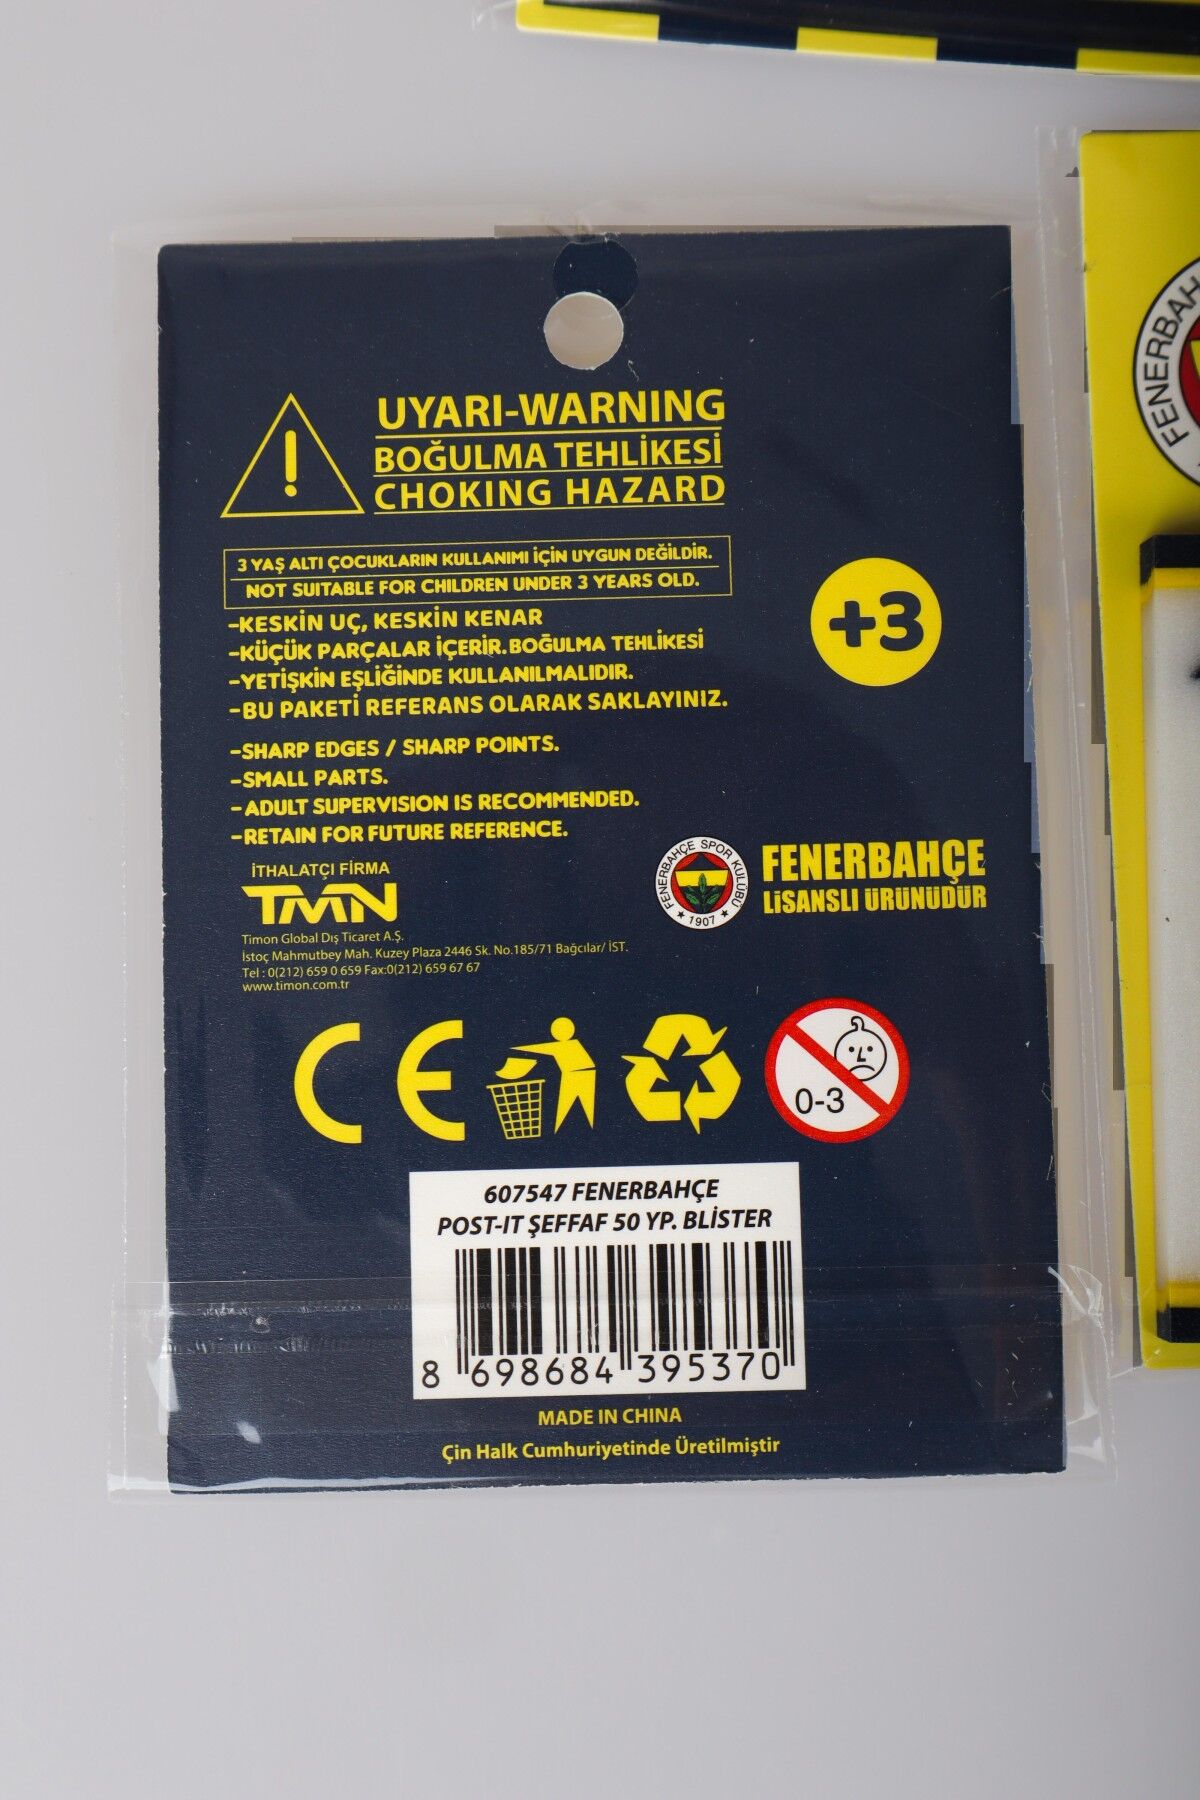 UYARI-WARNING
BOĞULMA TEHLİKESİ
CHOKING HAZARD
3 YAŞ ALTI ÇOCUKLARIN KULLANIMI İÇİN UYGUN DEĞİLDİR.
NOT SUITABLE FOR CHILDREN UNDER 3 YEARS OLD.
-KESKİN UÇ, KESKİN KENAR
-KÜÇÜK PARÇALAR İÇERİR.BOĞULMA TEHLİKESİ
-YETİŞKİN EŞLİĞİNDE KULLANILMALIDIR.
-BU PAKETİ REFERANS OLARAK SAKLAYINIZ.
+3
-SHARP EDGES / SHARP POINTS.
-SMALL PARTS.
-ADULT SUPERVISION IS RECOMMENDED.
-RETAIN FOR FUTURE REFERENCE.
İTHALATÇI FİRMA
TMN
Timon Global Dış Ticaret A.Ş.
İstoç Mahmutbey Mah. Kuzey Plaza 2446 Sk. No.185/71 Bağcılar/ İST.
Tel : 0(212) 659 0 659 Fax:0(212) 659 67 67
www.timon.com.tr
FENERBAHÇE SPOR KULÜBÜ
★ 1907 ★
FENERBAHÇE
LİSANSLI ÜRÜNÜDÜR
CE
0-3
607547 FENERBAHÇE
POST-IT ŞEFFAF 50 YP. BLİSTER
8 698684 395370
MADE IN CHINA
Çin Halk Cumhuriyetinde Üretilmiştir
FENERBAH